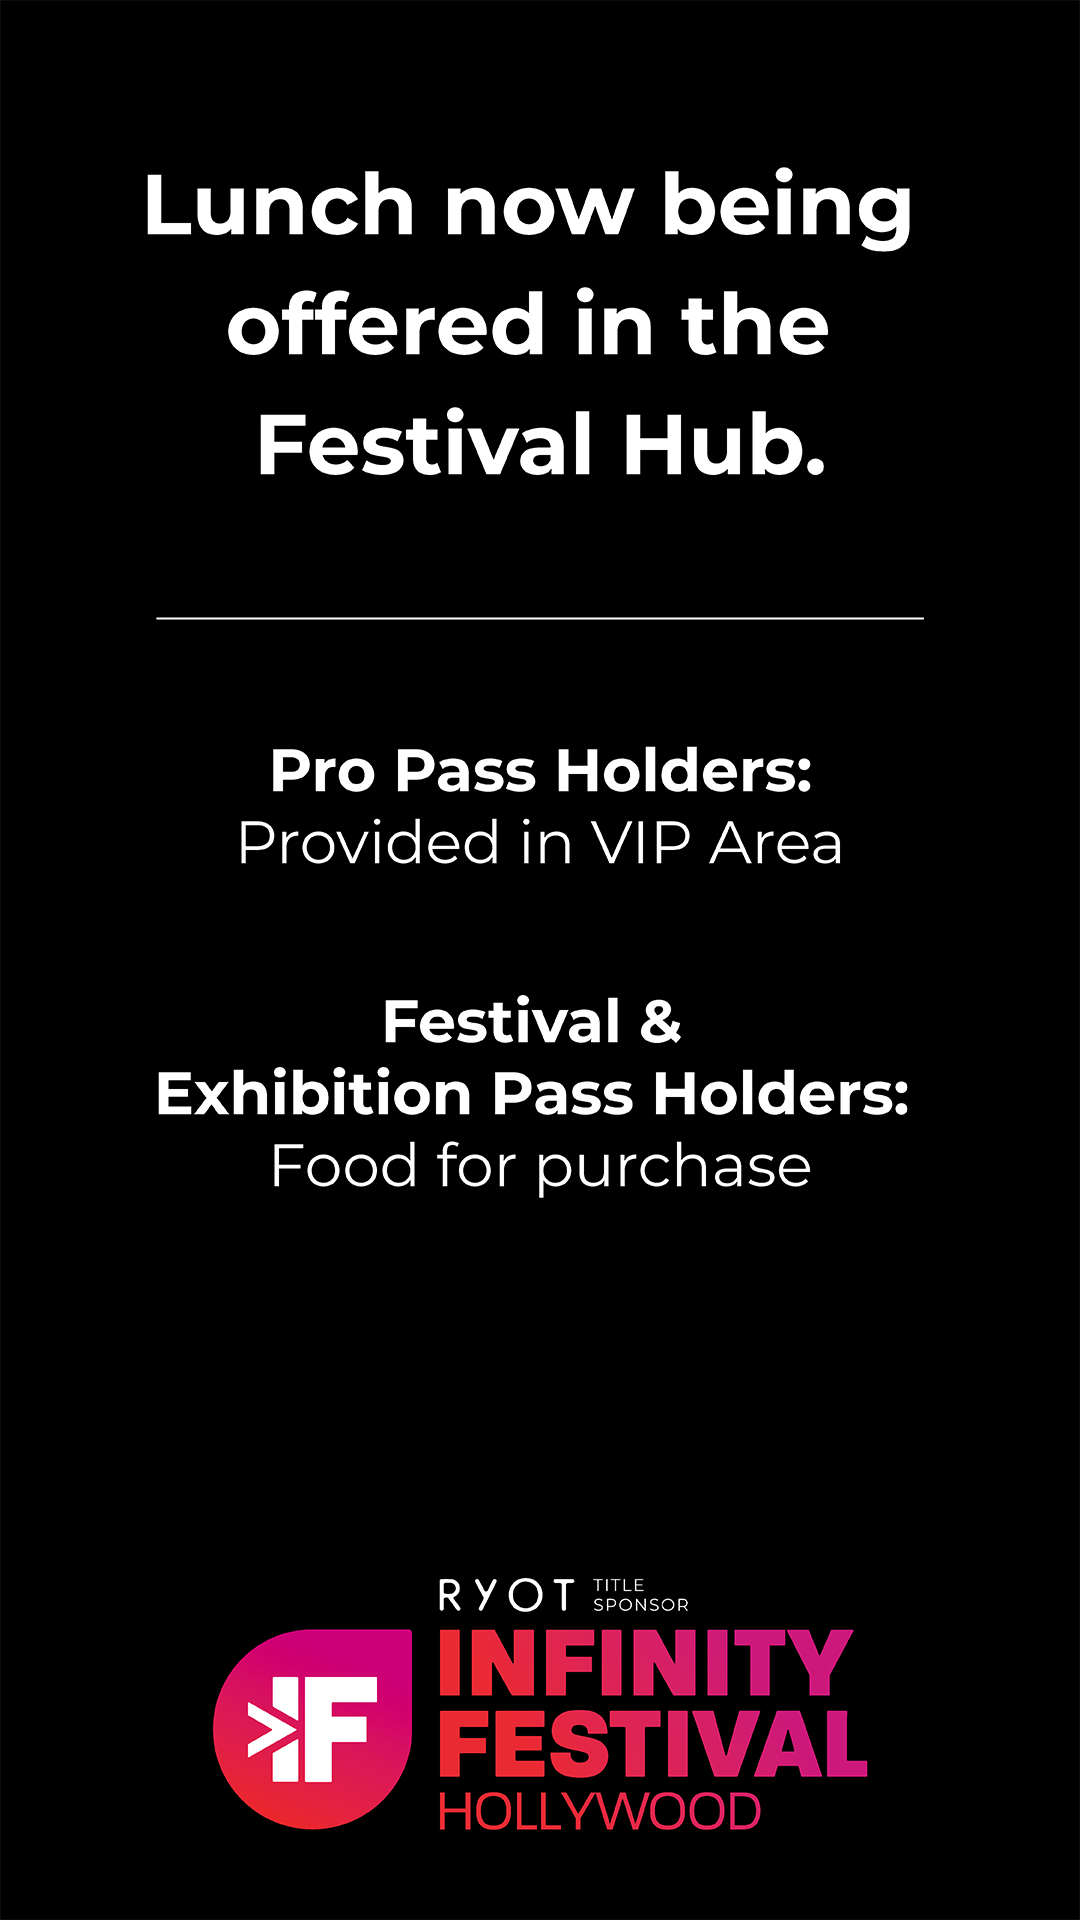 Lunch now being
offered in the
Festival Hub.
Pro Pass Holders:
Provided in VIP Area
Festival &
Exhibition Pass Holders:
Food for purchase
RYOT TITLE
SPONSOR
IF
INFINITY
FESTIVAL
HOLLYWOOD